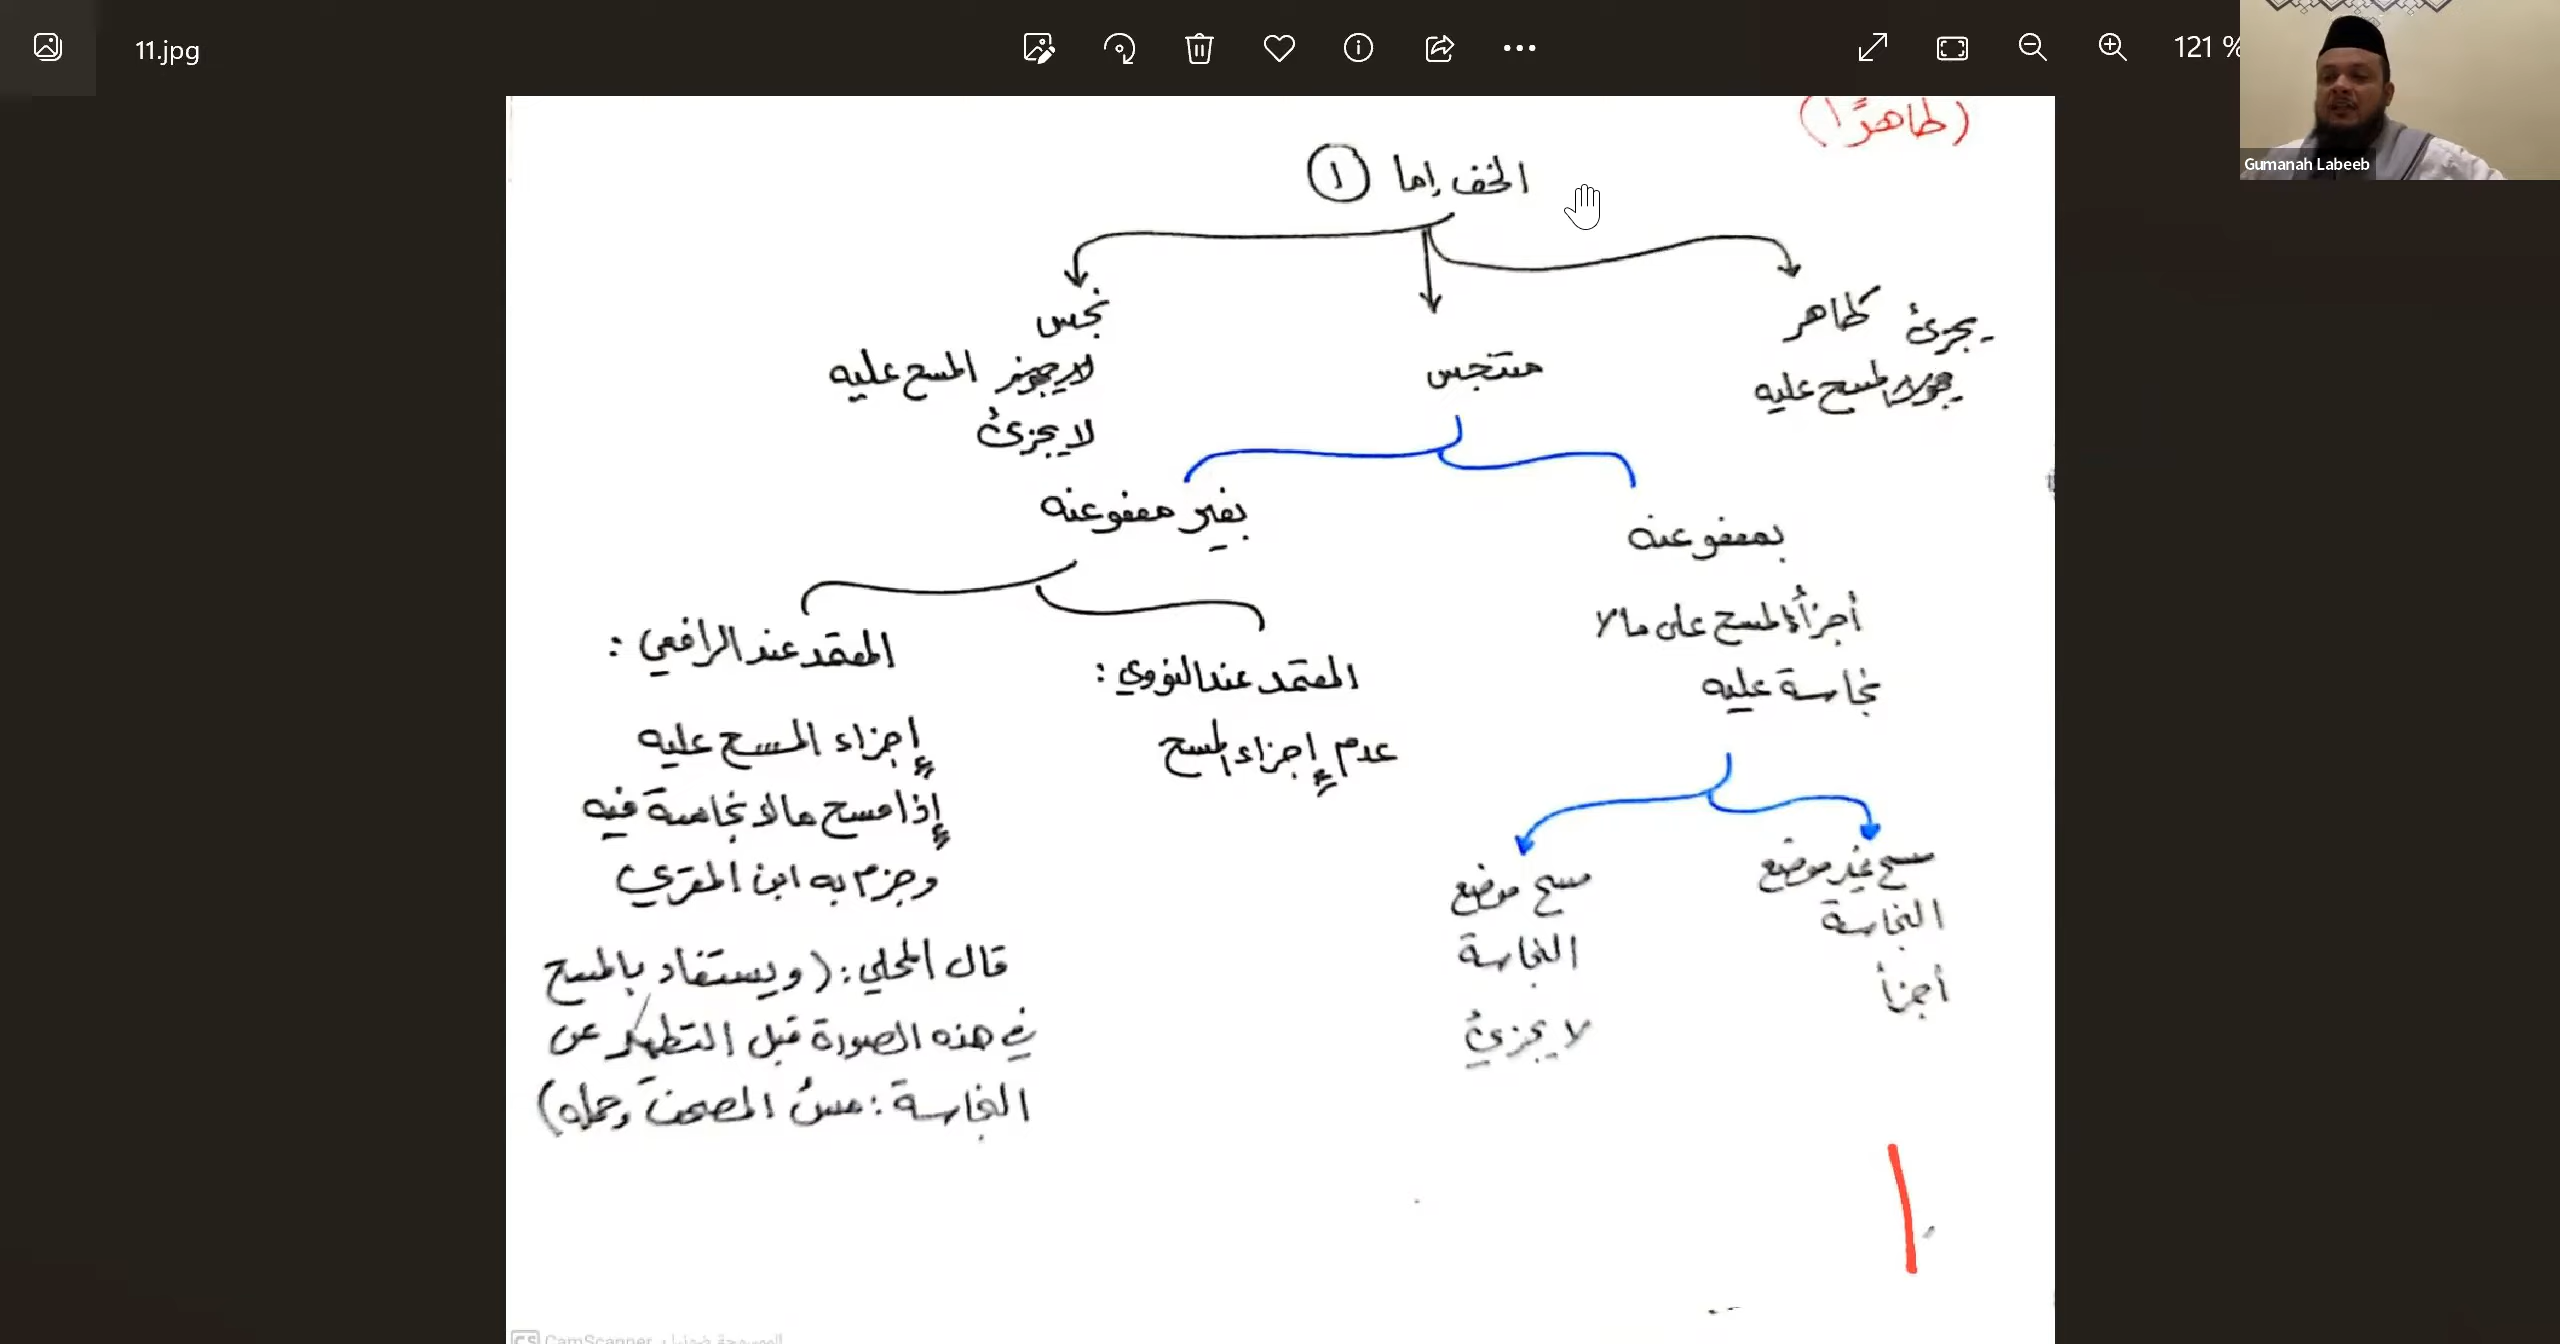 11.jpg
121 %
Gumanah Labeeb
(طاهرًا)
الخف إما ١
يجزئ طاهر
المسح عليه
متنجس
نجس
لا يجوز المسح عليه
لا يجزئُ
بمعفو عنه
أجزأ المسح على ما لا
نجاسة عليه
مسح غير موضع
النجاسة
أجزأ
مسح موضع
النجاسة
لا يجزئُ
بغير معفو عنه
المعتمد عند النووي :
عدم إجزاء المسح
المعتمد عند الرافعي :
إجزاء المسح عليه
إذا مسح مالا نجاسة فيه
وجزم به ابن المقري
قال المحلي : (ويستفاد بالمسح
في هذه الصورة قبل التطهير عن
النجاسة : مسُ المصحف وحمله)
CS CamScanner